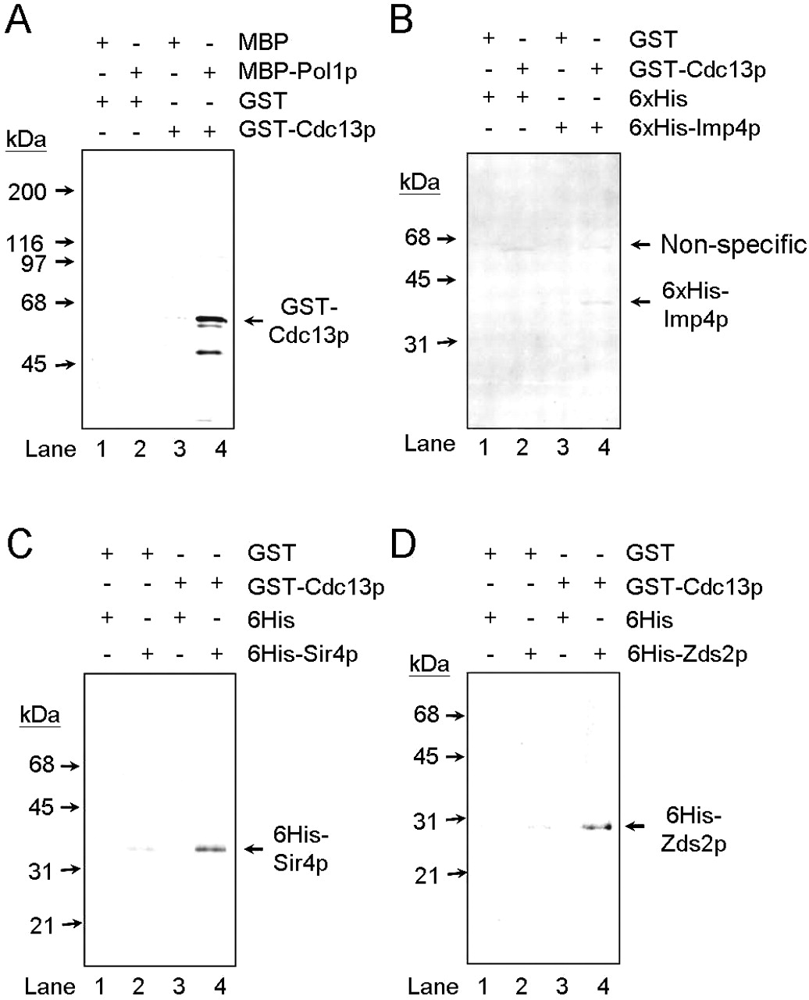 A
+ - + - MBP
- + - + MBP-Pol1p
+ + - - GST
- - + + GST-Cdc13p
kDa
200
116
97
68
45
GST-
Cdc13p
Lane 1 2 3 4
B
+ - + - GST
- + - + GST-Cdc13p
+ + - - 6xHis
- - + + 6xHis-Imp4p
kDa
68
45
31
Non-specific
6xHis-
Imp4p
Lane 1 2 3 4
C
+ + - - GST
- - + + GST-Cdc13p
+ - + - 6His
- + - + 6His-Sir4p
kDa
68
45
31
21
6His-
Sir4p
Lane 1 2 3 4
D
+ + - - GST
- - + + GST-Cdc13p
+ - + - 6His
- + - + 6His-Zds2p
kDa
68
45
31
21
6His-
Zds2p
Lane 1 2 3 4